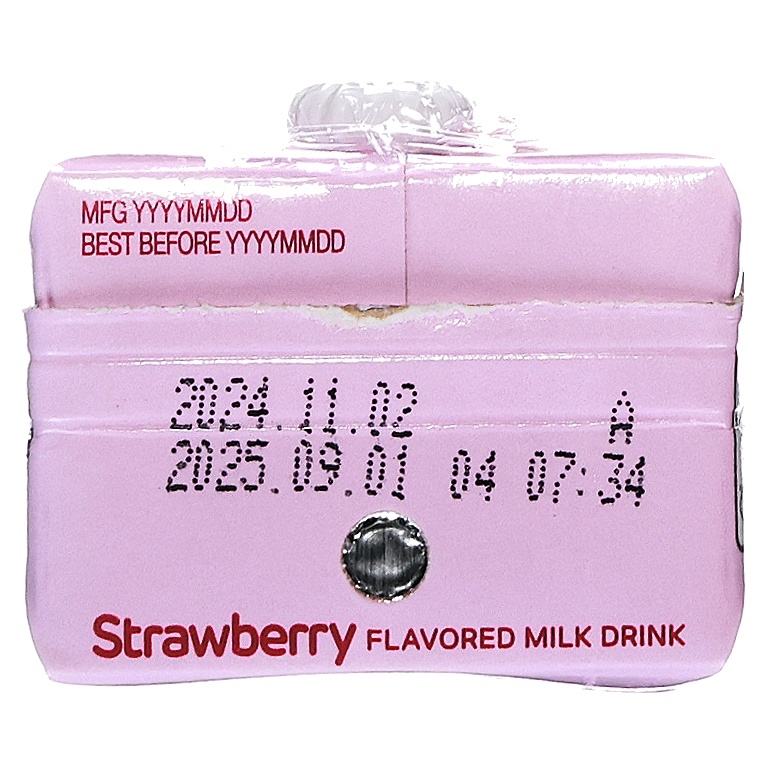 MFG YYYYMMDD
BEST BEFORE YYYYMMDD
2024.11.02 A
2025.09.01 04 07:34
Strawberry FLAVORED MILK DRINK